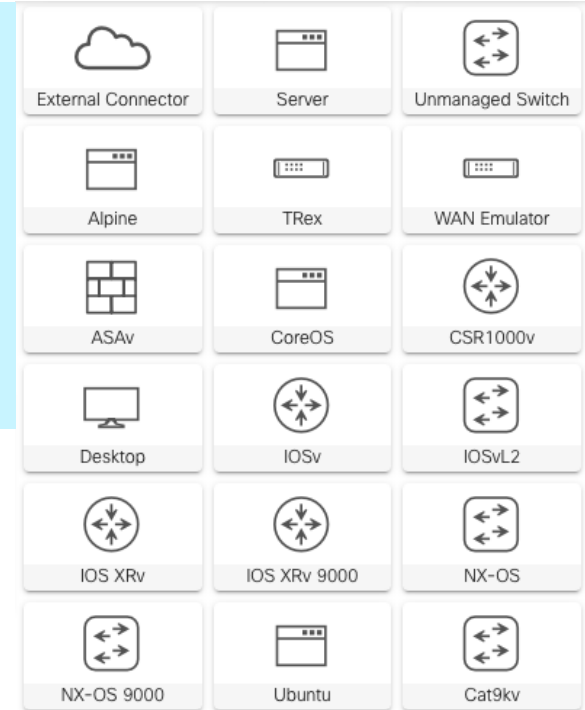 External Connector
Server
Unmanaged Switch
Alpine
TRex
WAN Emulator
ASAv
CoreOS
CSR1000v
Desktop
IOSv
IOSvL2
IOS XRv
IOS XRv 9000
NX-OS
NX-OS 9000
Ubuntu
Cat9kv